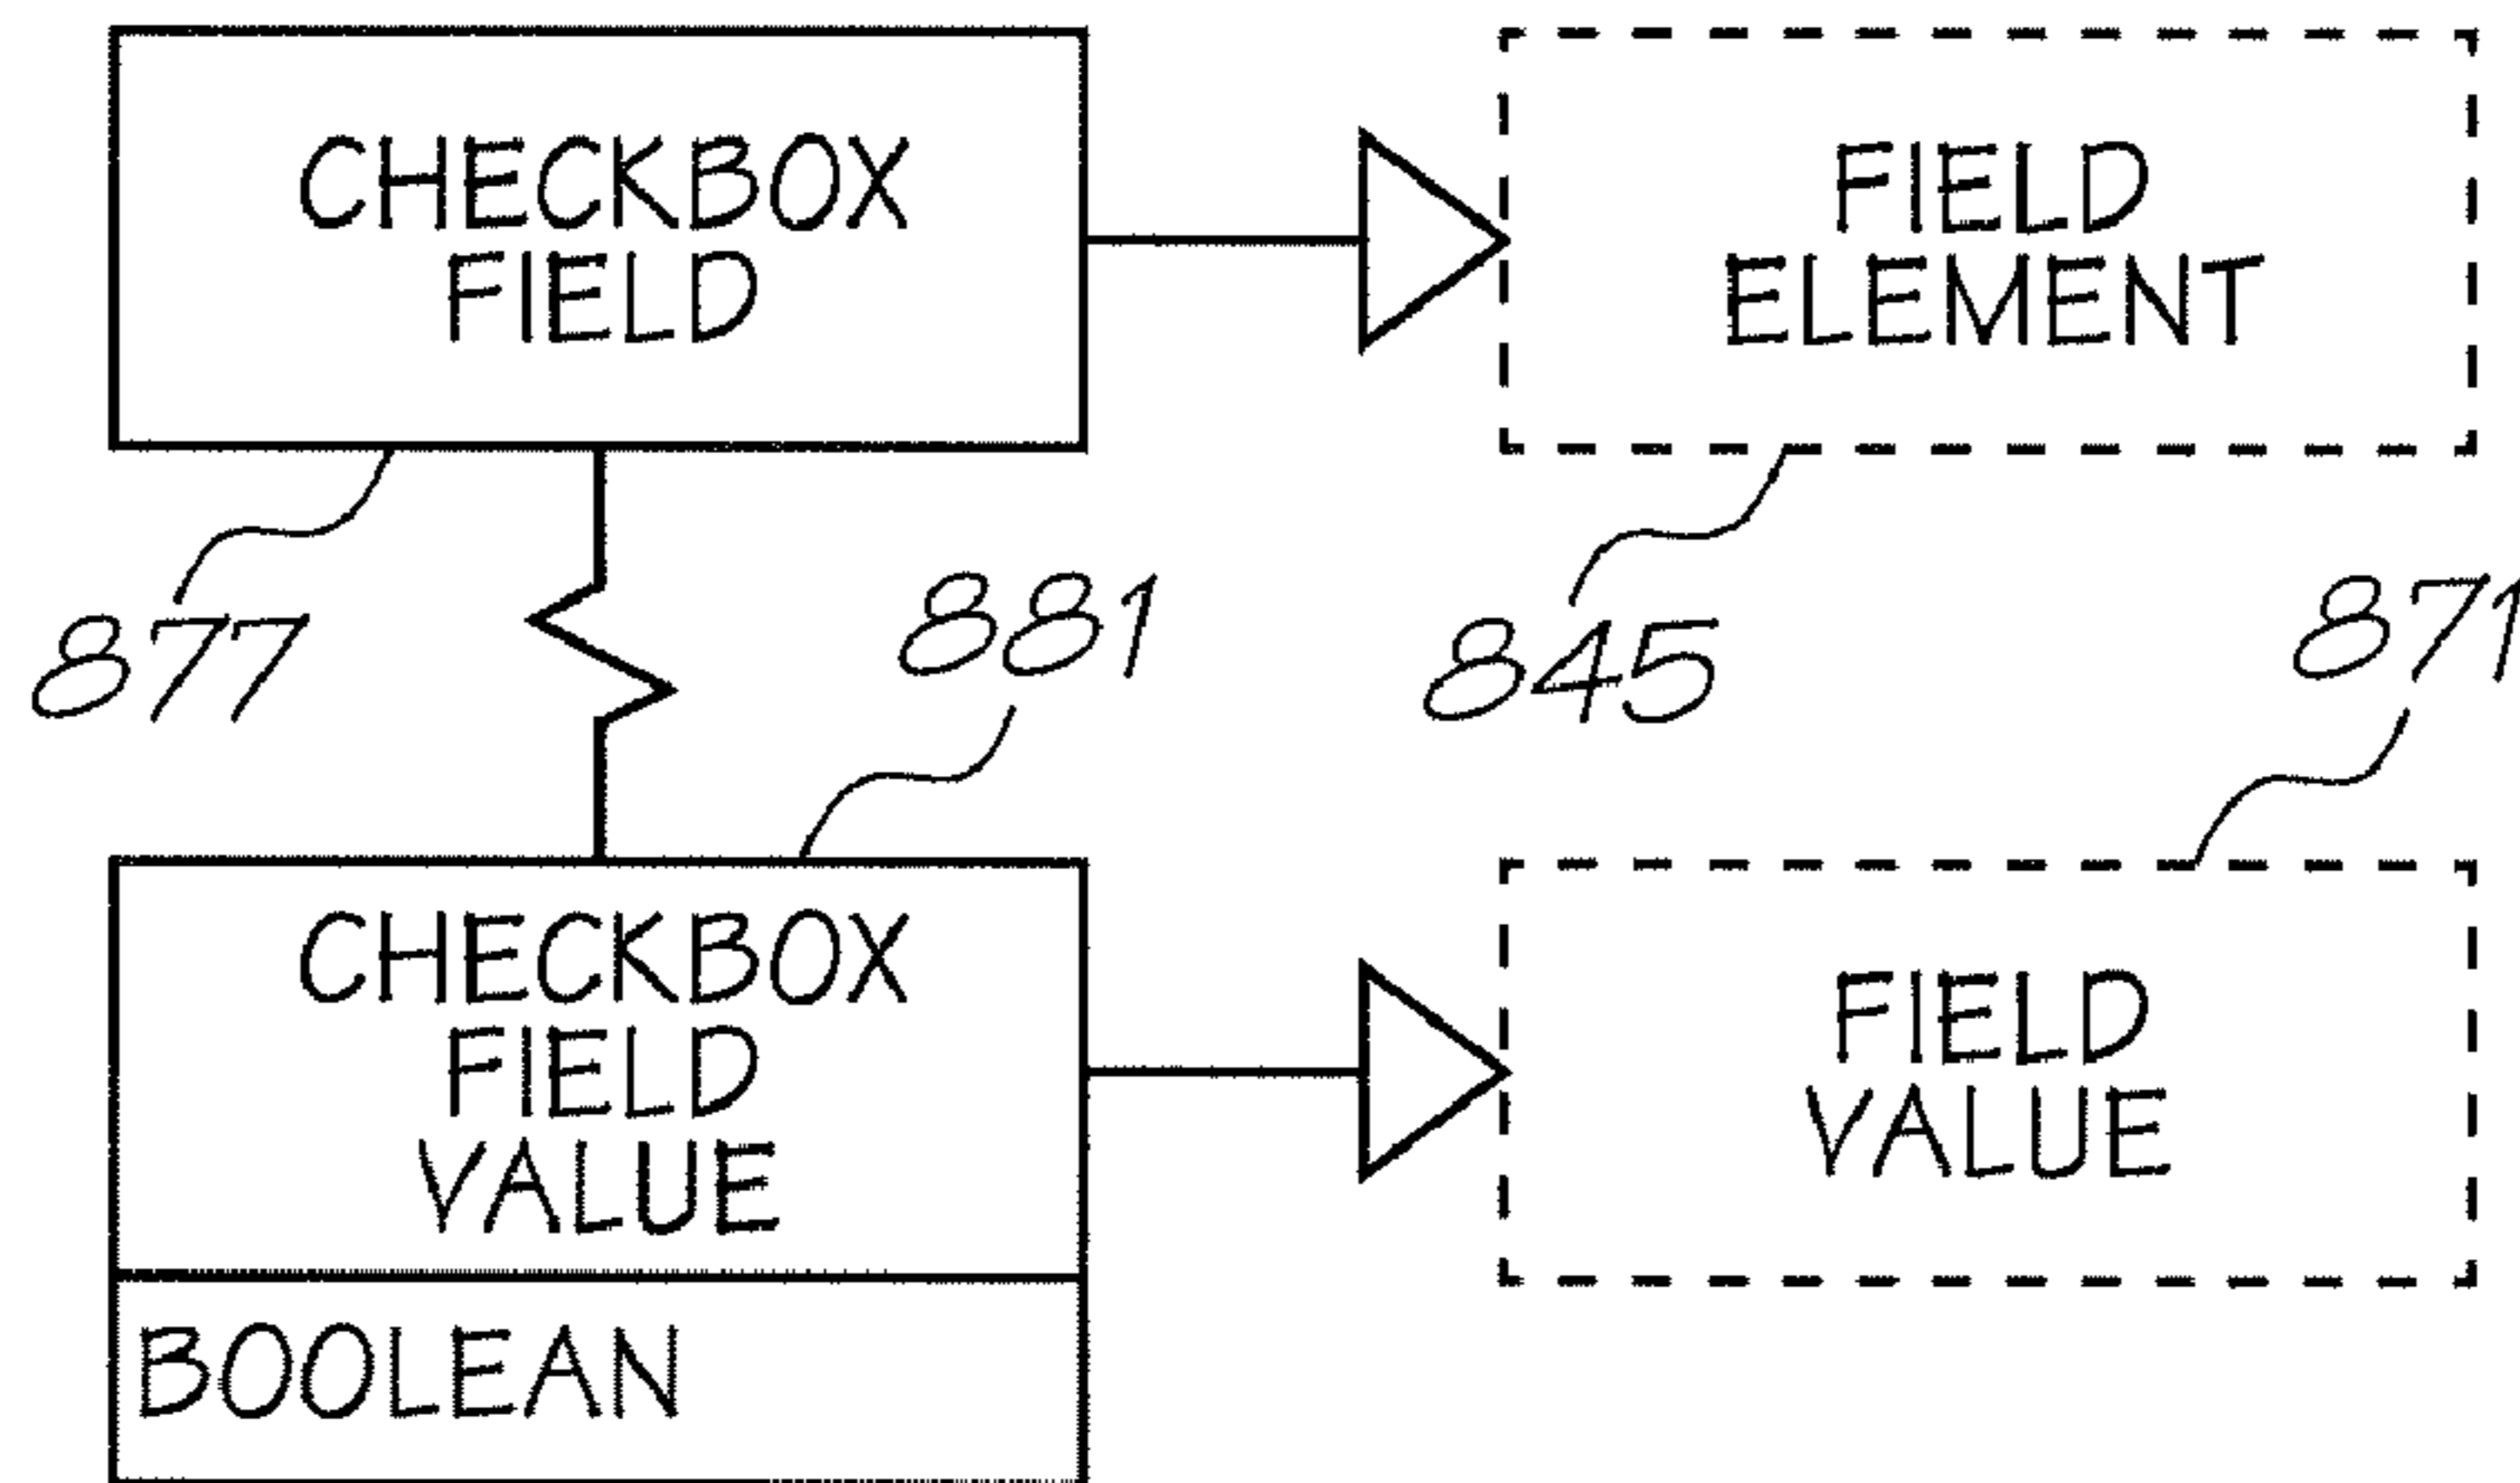 CHECKBOX
FIELD
FIELD
ELEMENT
877
881
845
871
CHECKBOX
FIELD
VALUE
FIELD
VALUE
BOOLEAN